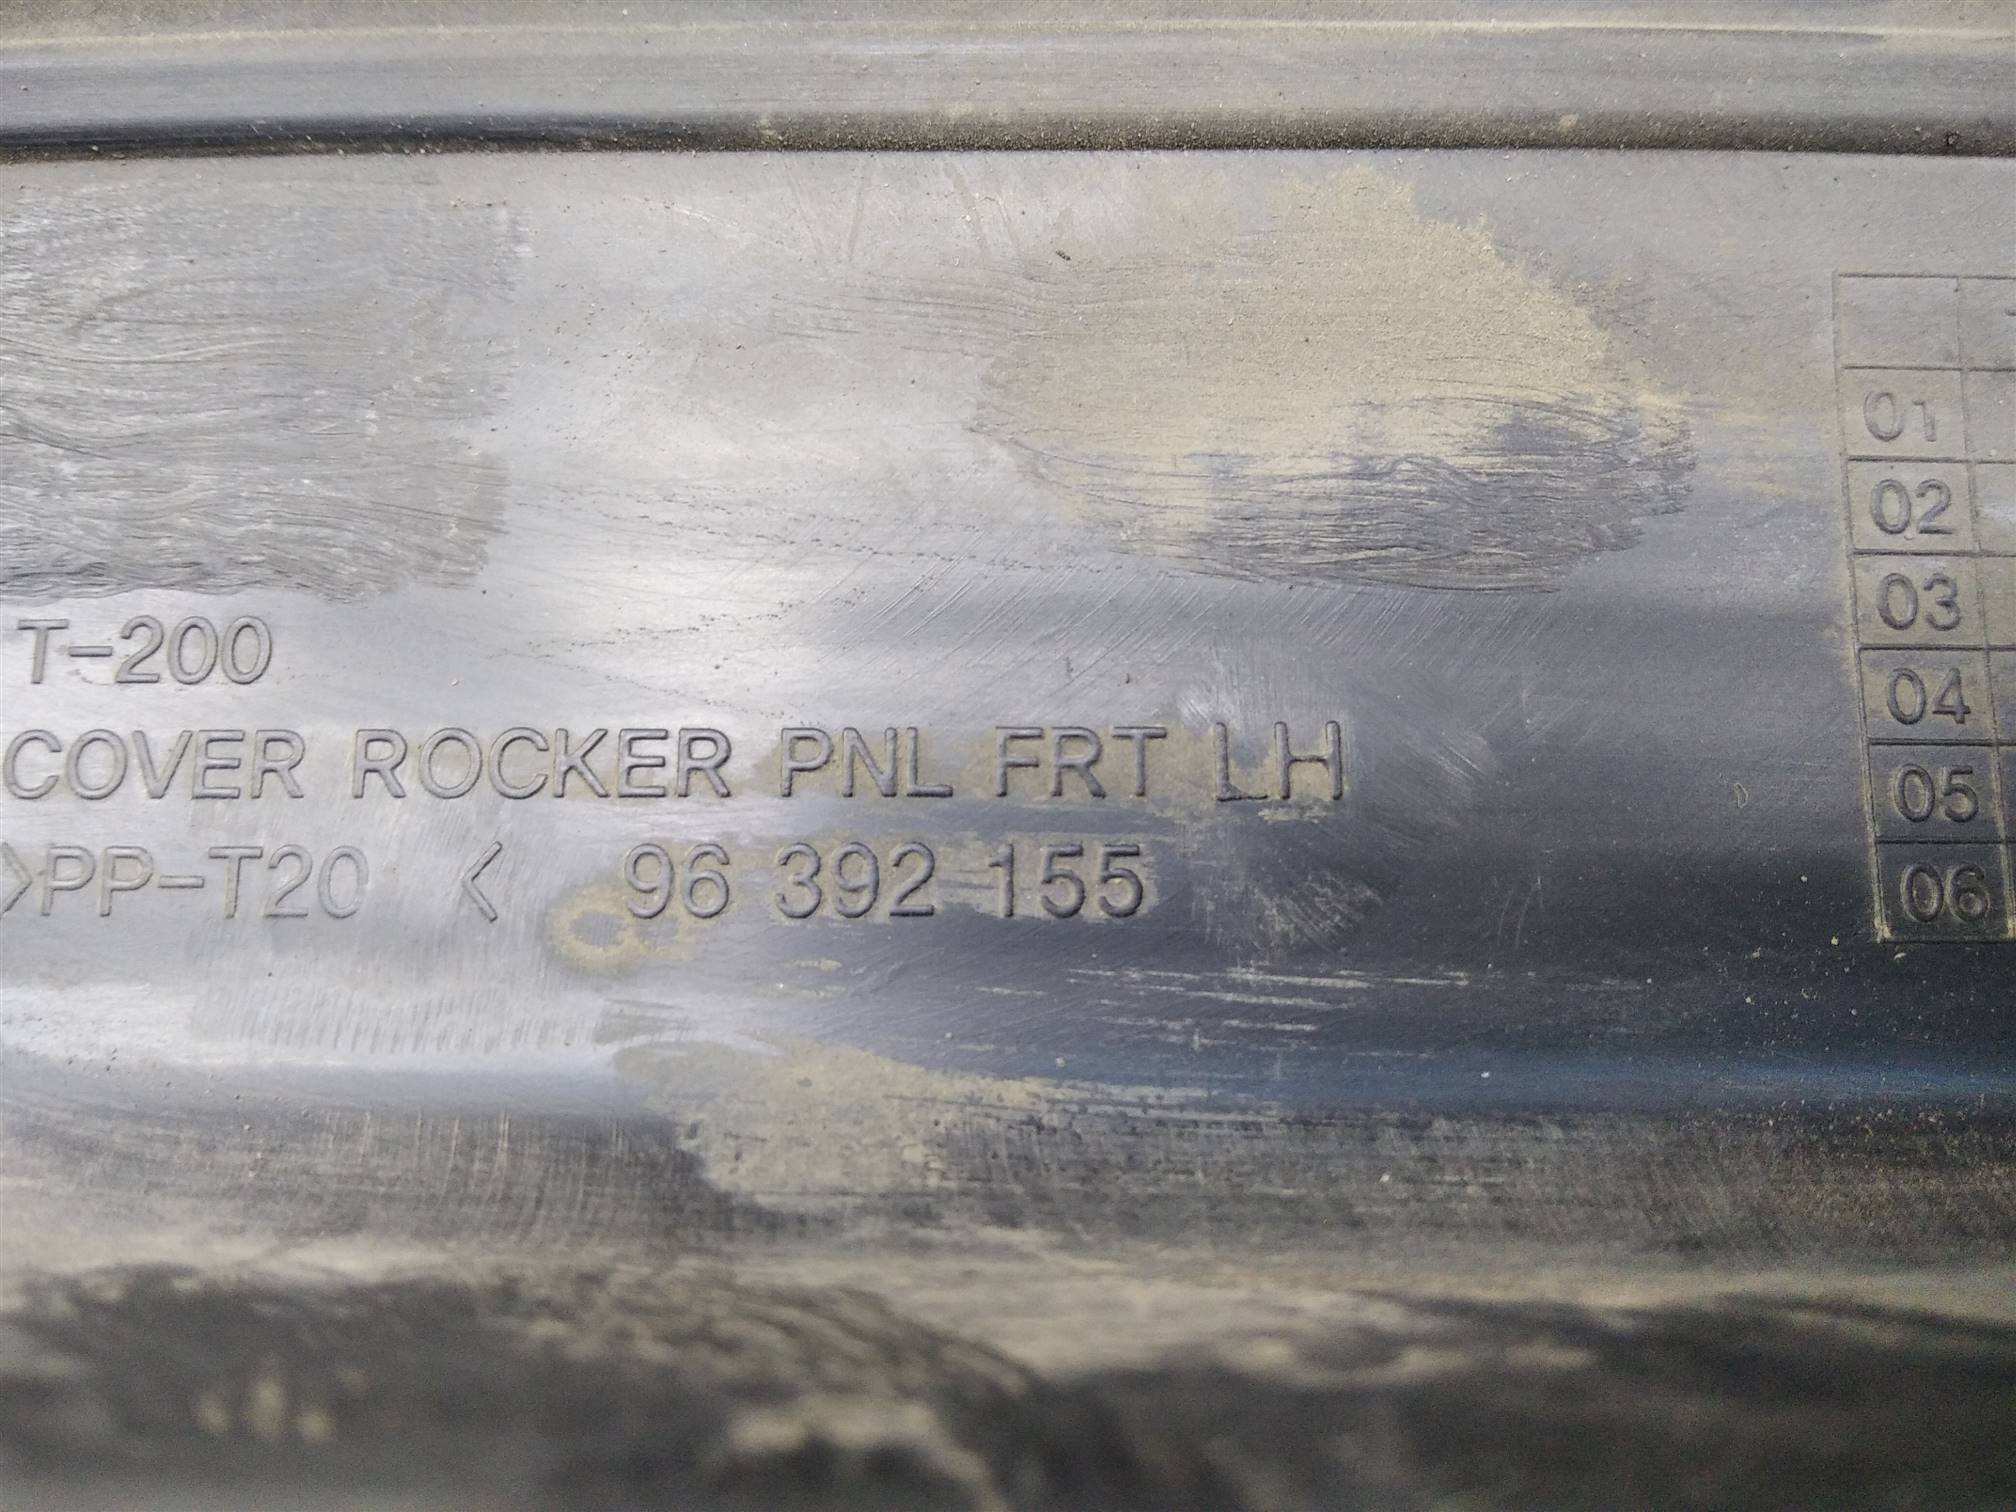 T-200
COVER ROCKER PNL FRT LH
>PP-T20 < 96 392 155
01
02
03
04
05
06